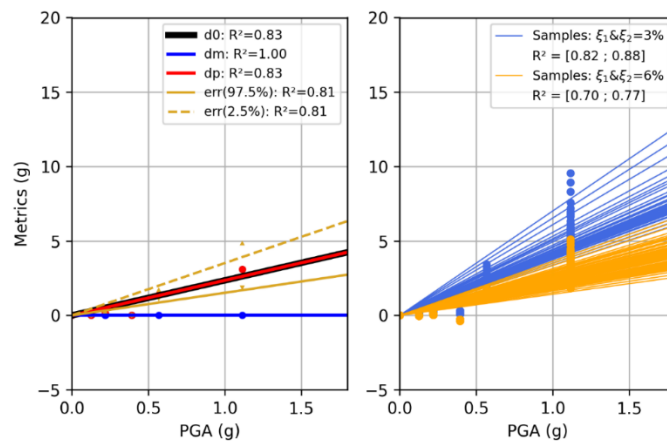 20
15
10
5
0
−5
Metrics (g)
d0: R²=0.83
dm: R²=1.00
dp: R²=0.83
err(97.5%): R²=0.81
err(2.5%): R²=0.81
0.0 0.5 1.0 1.5
PGA (g)
20
15
10
5
0
−5
Samples: ξ₁&ξ₂=3%
R² = [0.82 ; 0.88]
Samples: ξ₁&ξ₂=6%
R² = [0.70 ; 0.77]
0.0 0.5 1.0 1.5
PGA (g)